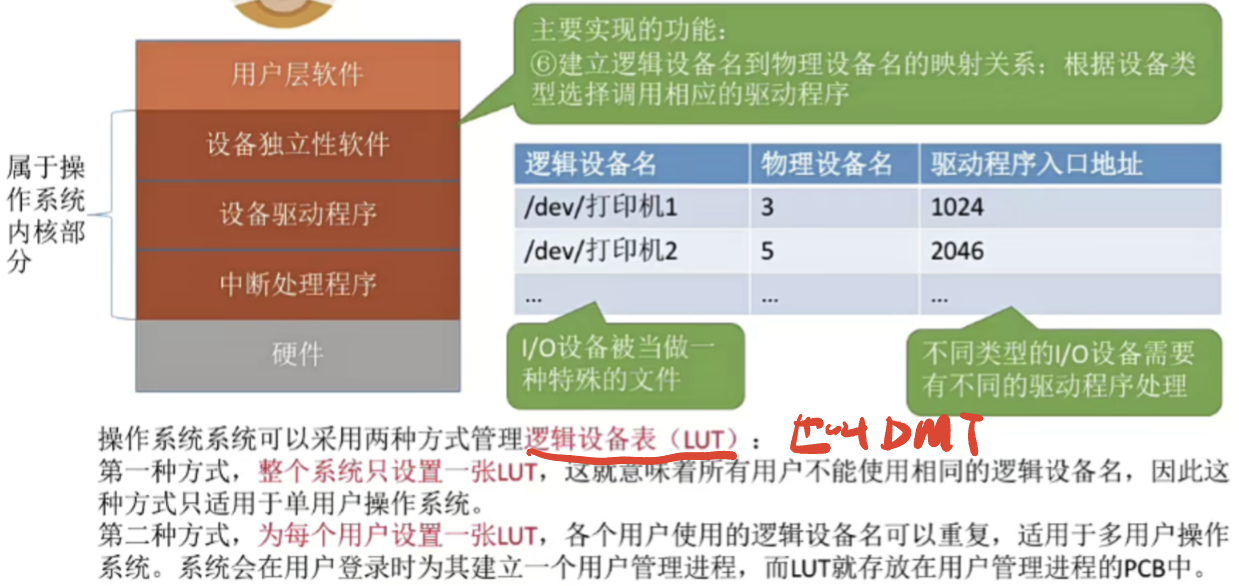 主要实现的功能：
⑥建立逻辑设备名到物理设备名的映射关系；根据设备类
型选择调用相应的驱动程序
用户层软件
设备独立性软件
设备驱动程序
中断处理程序
硬件
属于操
作系统
内核部
分
逻辑设备名 物理设备名 驱动程序入口地址
/dev/打印机1 3 1024
/dev/打印机2 5 2046
... ... ...
I/O设备被当做一
种特殊的文件
不同类型的I/O设备需要
有不同的驱动程序处理
操作系统系统可以采用两种方式管理逻辑设备表（LUT）：
DMT
第一种方式，整个系统只设置一张LUT，这就意味着所有用户不能使用相同的逻辑设备名，因此这
种方式只适用于单用户操作系统。
第二种方式，为每个用户设置一张LUT，各个用户使用的逻辑设备名可以重复，适用于多用户操作
系统。系统会在用户登录时为其建立一个用户管理进程，而LUT就存放在用户管理进程的PCB中。